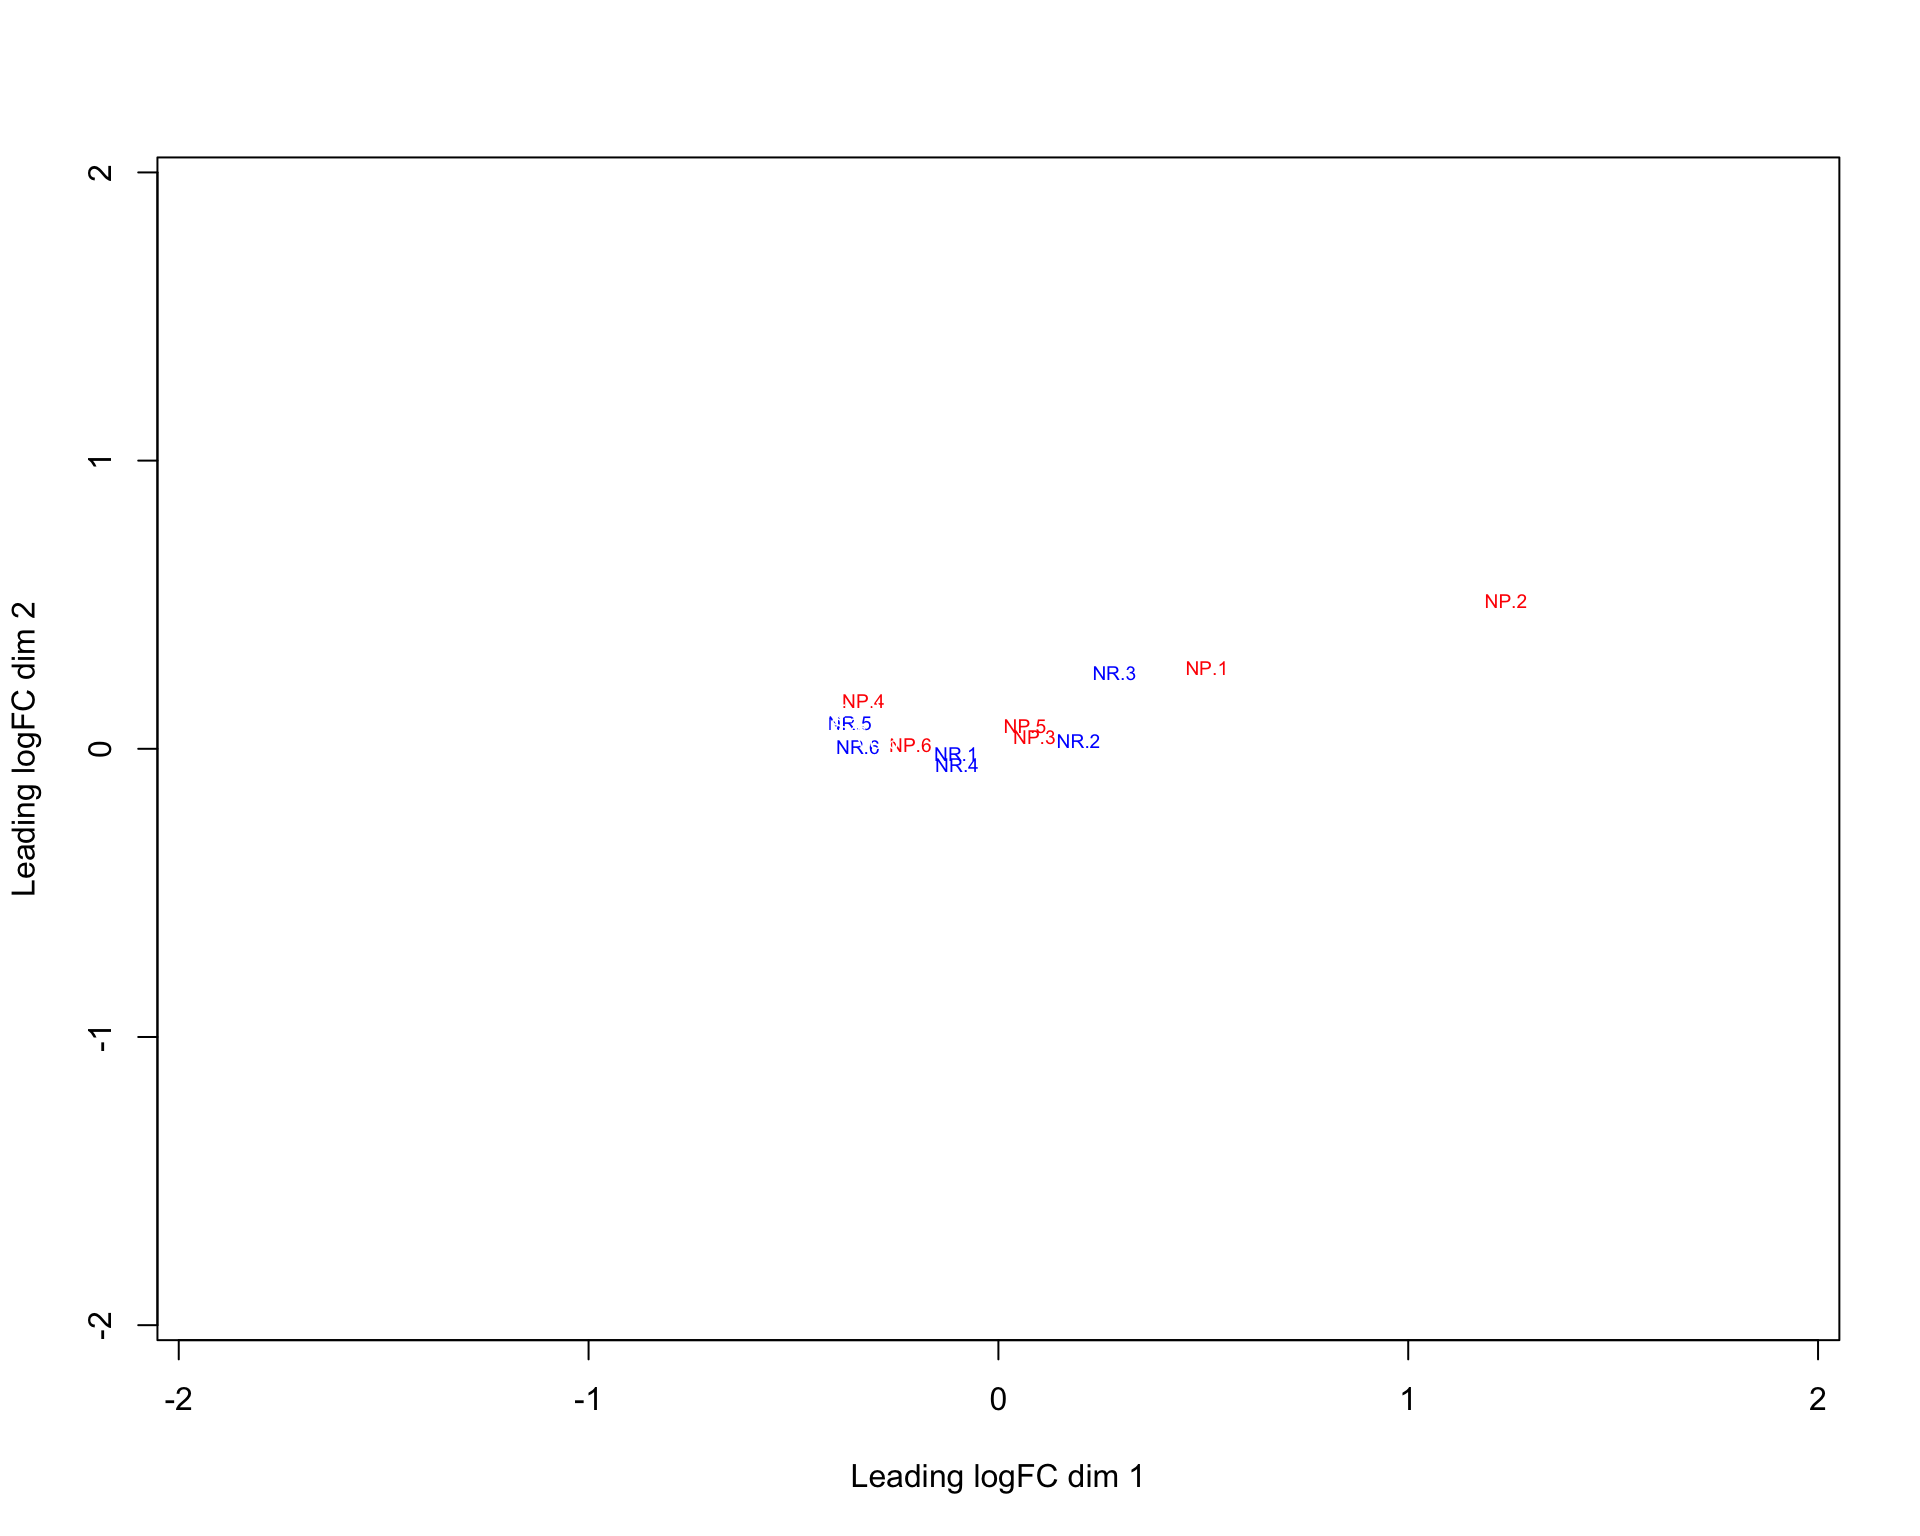 2
1
0
-1
-2
Leading logFC dim 2
NP.2
NP.1
NR.3
NP.4
NR.5
NP.5
NP.3
NR.2
NP.6
NR.6
NR.1
NR.4
-2
-1
0
1
2
Leading logFC dim 1